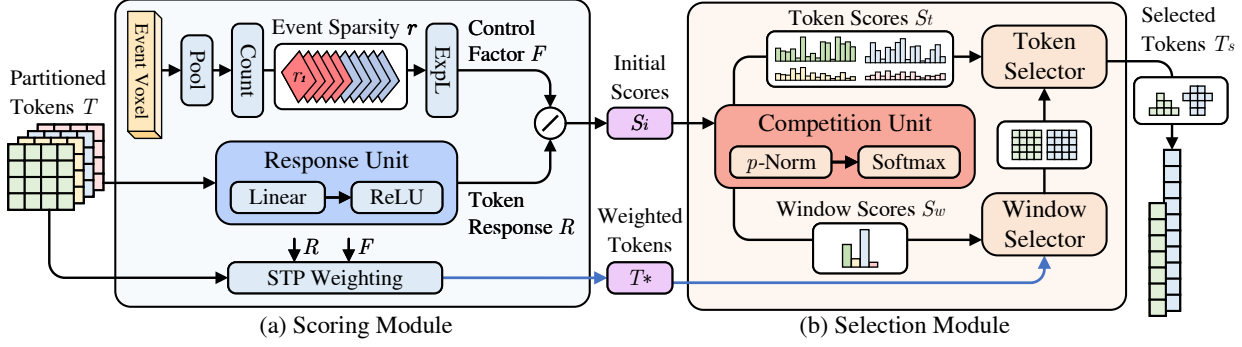 Event Voxel
Pool
Count
Event Sparsity r
r₁
ExpL
Control
Factor F
Partitioned
Tokens T
Response Unit
Linear
ReLU
Token
Response R
R
F
STP Weighting
(a) Scoring Module
Initial
Scores
Sᵢ
Weighted
Tokens
T*
Token Scores Sₜ
Competition Unit
p-Norm
Softmax
Window Scores S_w
Token
Selector
Window
Selector
(b) Selection Module
Selected
Tokens Tₛ